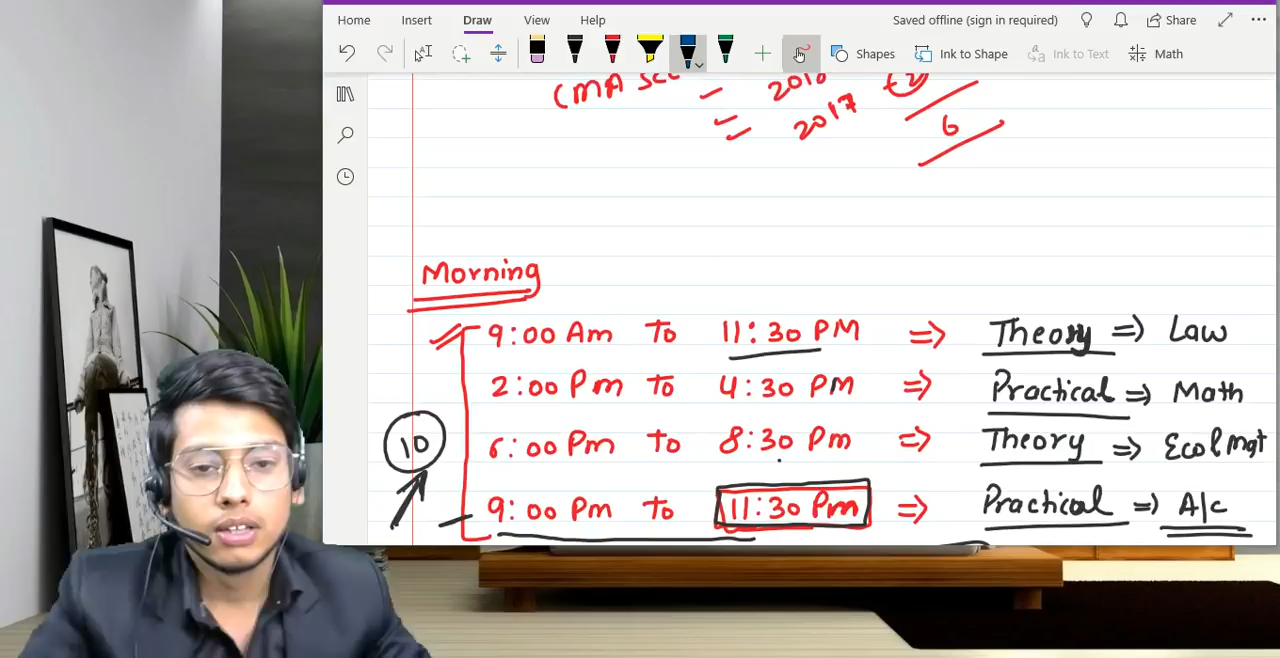 Home Insert Draw View Help Saved offline (sign in required) Share
Shapes Ink to Shape Ink to Text Math
CMA 2016
2017
6
Morning
9:00 Am To 11:30 PM => Theory => Law
2:00 Pm To 4:30 PM => Practical => Math
10
6:00 Pm To 8:30 Pm => Theory => Eco & Mgt
9:00 Pm To 11:30 Pm => Practical => A/c